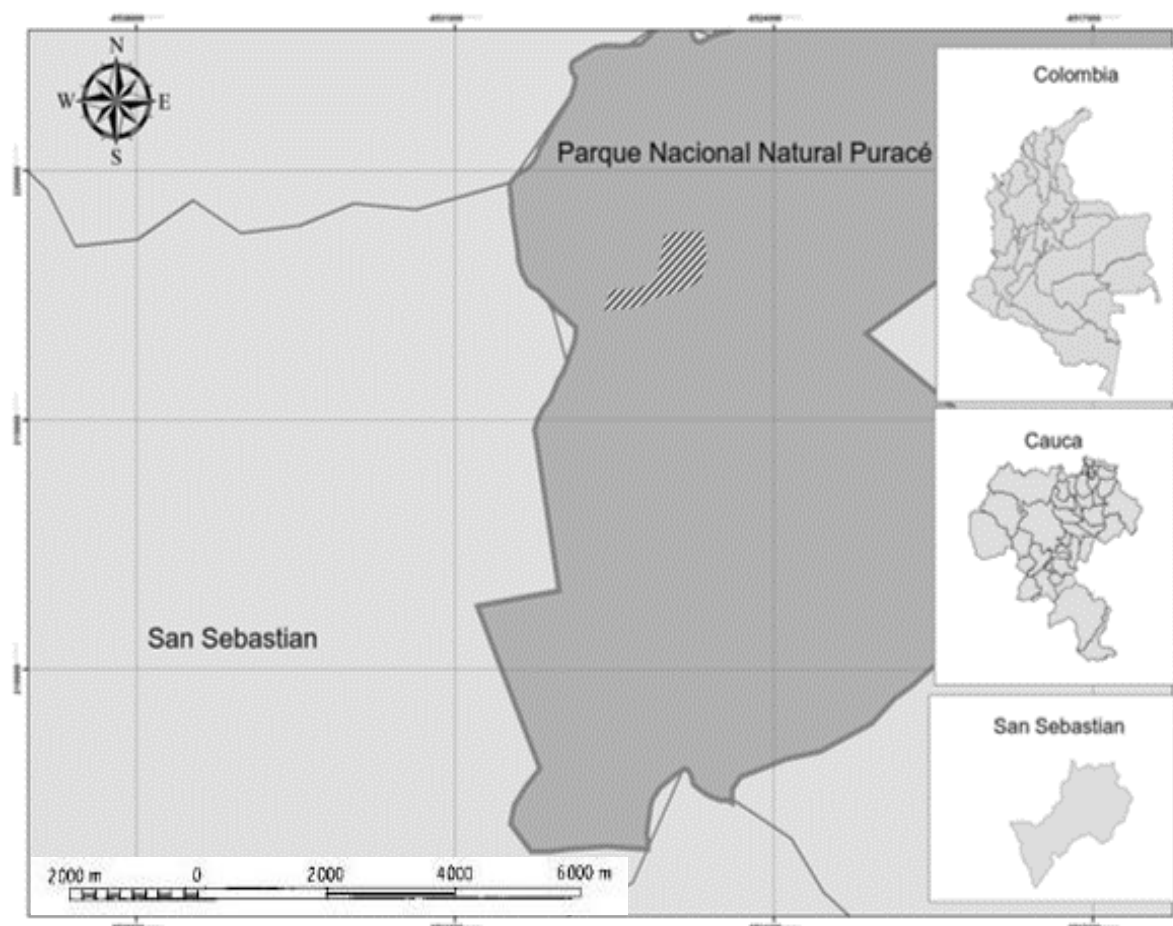 N
W E
S
Colombia
Parque Nacional Natural Puracé
Cauca
San Sebastian
San Sebastian
2000 m 0 2000 4000 6000 m